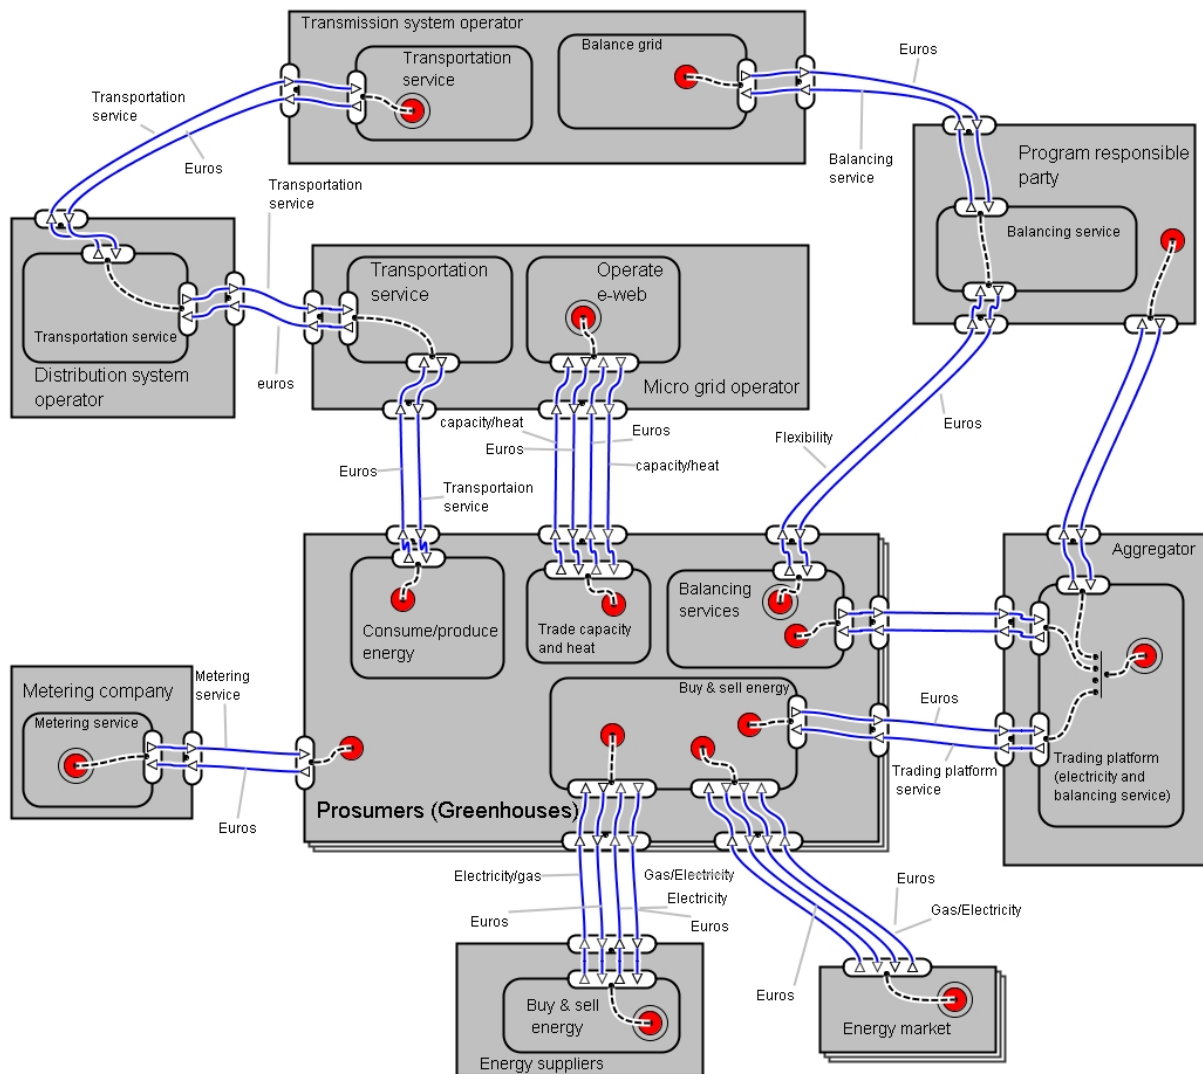 Transmission system operator
Transportation
service
Balance grid
Euros
Transportation
service
Euros
Balancing
service
Program responsible
party
Balancing service
Transportation
service
Transportation service
Distribution system
operator
euros
Transportation
service
Operate
e-web
Micro grid operator
capacity/heat
Euros
Euros
capacity/heat
Euros
Transportaion
service
Flexibility
Euros
Aggregator
Consume/produce
energy
Trade capacity
and heat
Balancing
services
Buy & sell energy
Metering company
Metering service
Metering
service
Euros
Prosumers (Greenhouses)
Euros
Trading platform
service
Trading platform
(electricity and
balancing service)
Electricity/gas
Gas/Electricity
Electricity
Euros
Euros
Euros
Gas/Electricity
Euros
Buy & sell
energy
Energy suppliers
Energy market